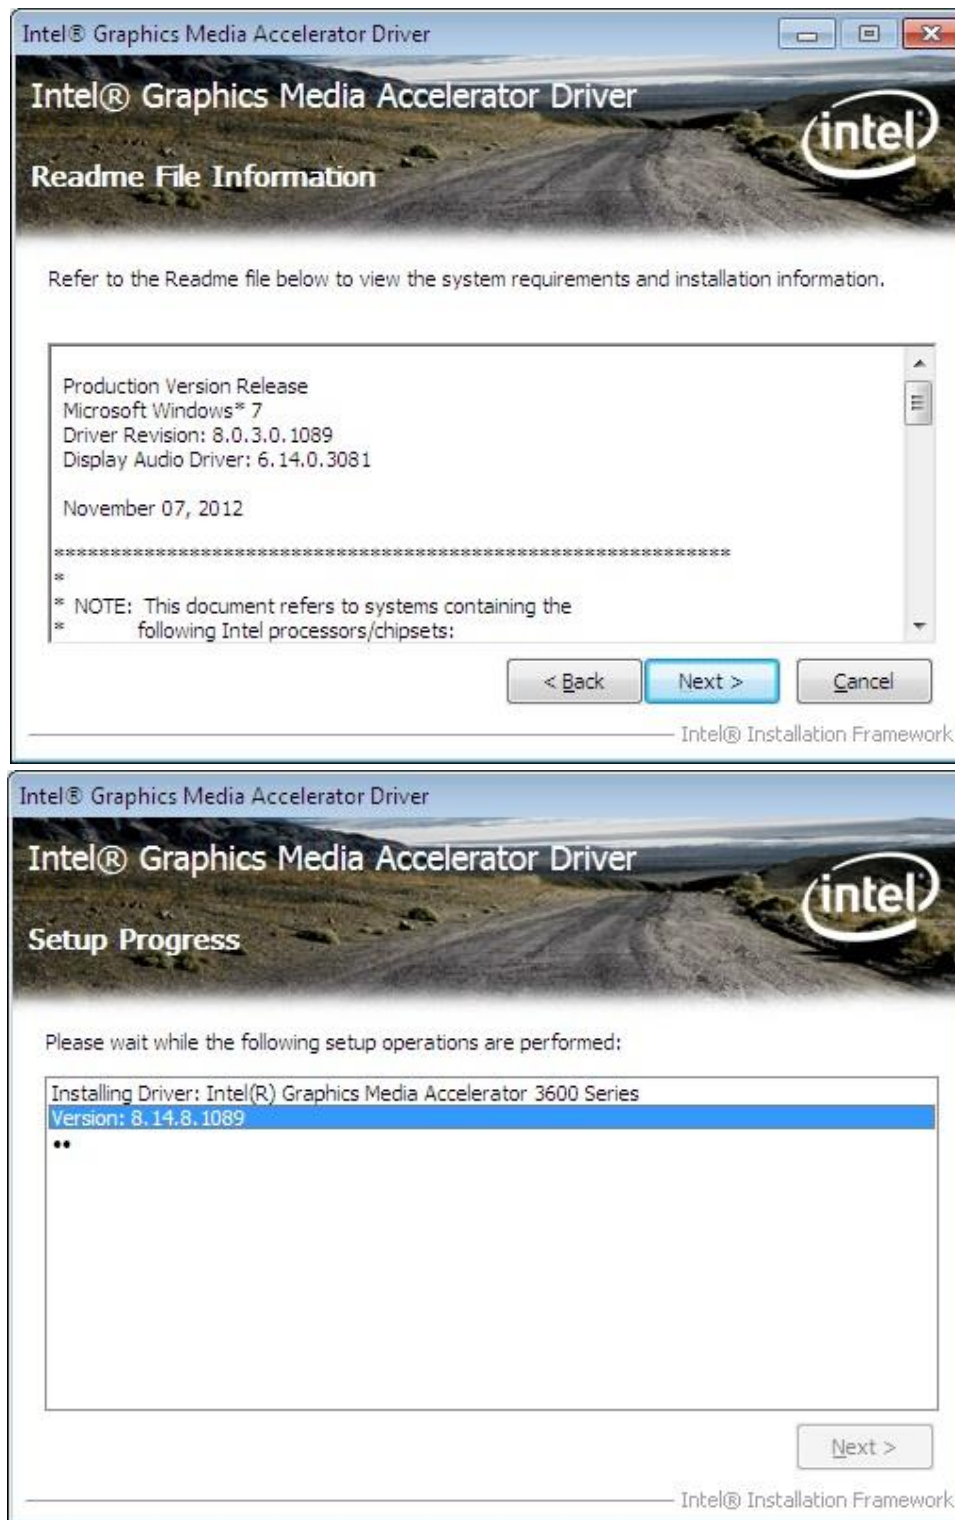 Intel® Graphics Media Accelerator Driver
Intel® Graphics Media Accelerator Driver
intel
Readme File Information
Refer to the Readme file below to view the system requirements and installation information.
Production Version Release
Microsoft Windows* 7
Driver Revision: 8.0.3.0.1089
Display Audio Driver: 6.14.0.3081
November 07, 2012
************************************************************
*
* NOTE: This document refers to systems containing the
* following Intel processors/chipsets:
< Back Next > Cancel
Intel® Installation Framework
Intel® Graphics Media Accelerator Driver
Intel® Graphics Media Accelerator Driver
intel
Setup Progress
Please wait while the following setup operations are performed:
Installing Driver: Intel(R) Graphics Media Accelerator 3600 Series
Version: 8.14.8.1089
••
Next >
Intel® Installation Framework